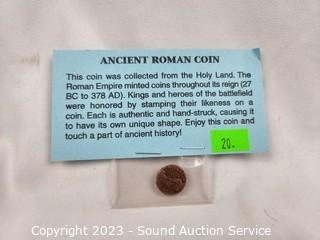 ANCIENT ROMAN COIN
This coin was collected from the Holy Land. The
Roman Empire minted coins throughout its reign (27
BC to 378 AD). Kings and heroes of the battlefield
were honored by stamping their likeness on a
coin. Each is authentic and hand-struck, causing it
to have its own unique shape. Enjoy this coin and
touch a part of ancient history!
20.
Copyright 2023 - Sound Auction Service